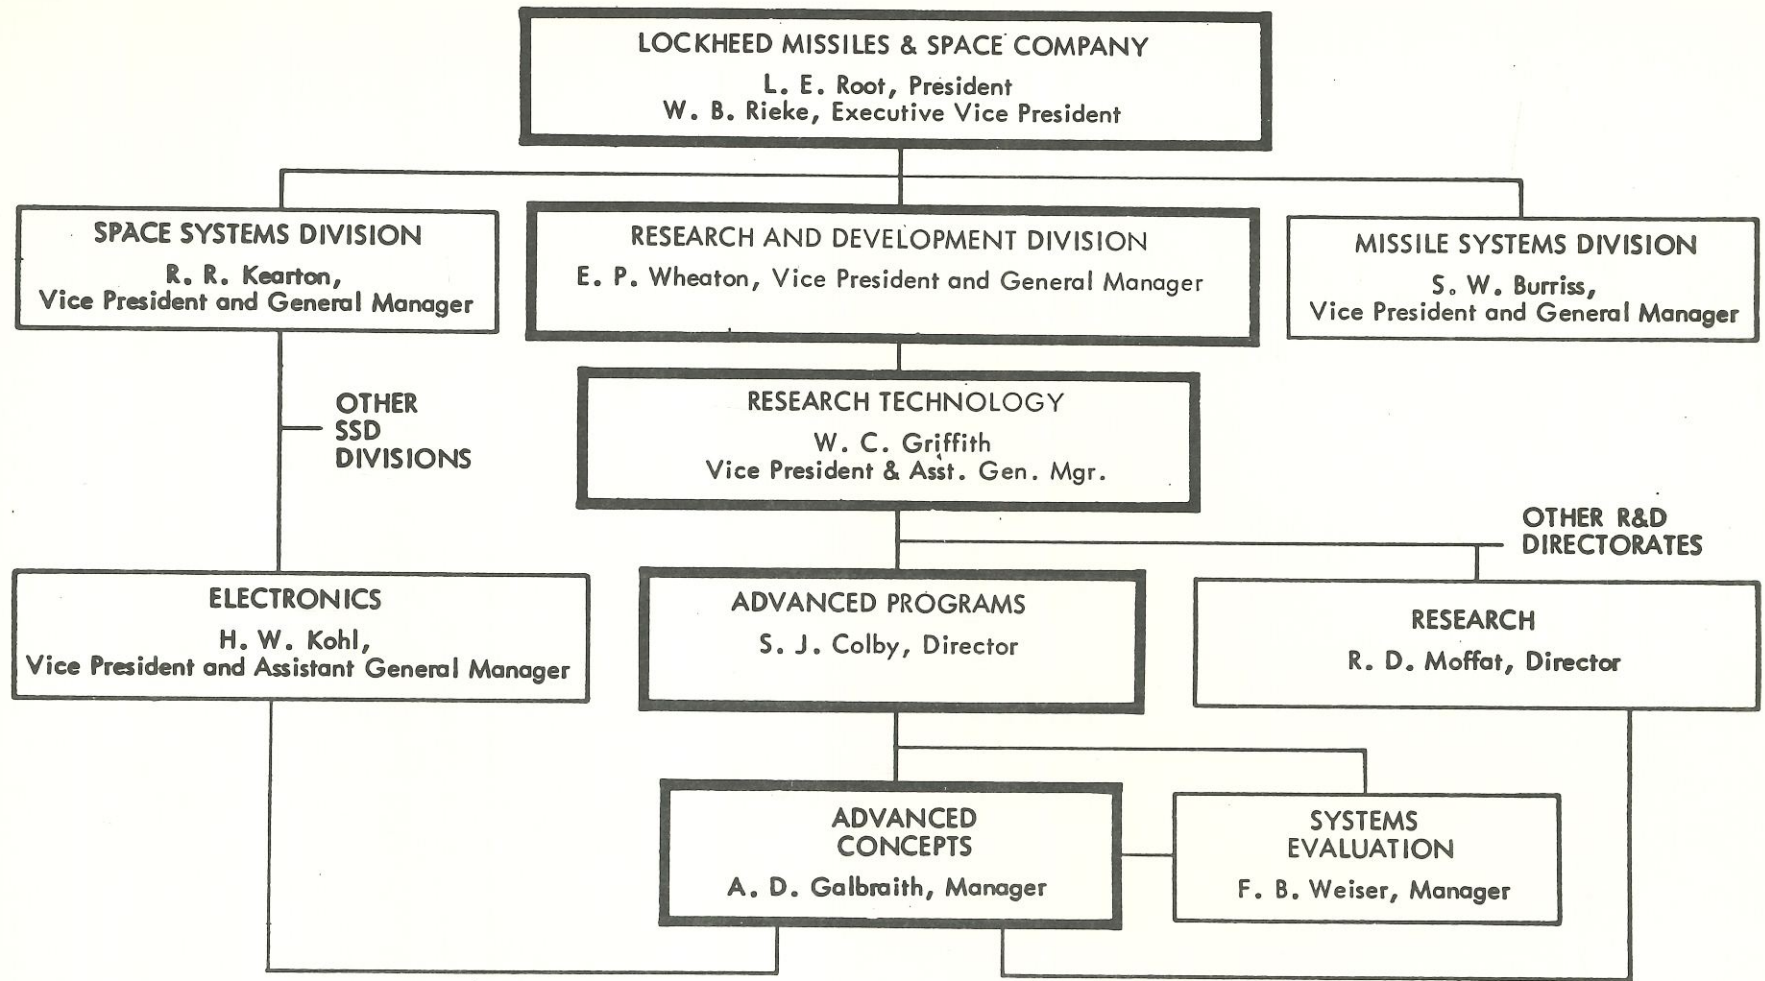 LOCKHEED MISSILES & SPACE COMPANY
L. E. Root, President
W. B. Rieke, Executive Vice President
SPACE SYSTEMS DIVISION
R. R. Kearton,
Vice President and General Manager
RESEARCH AND DEVELOPMENT DIVISION
E. P. Wheaton, Vice President and General Manager
MISSILE SYSTEMS DIVISION
S. W. Burriss,
Vice President and General Manager
OTHER
SSD
DIVISIONS
RESEARCH TECHNOLOGY
W. C. Griffith
Vice President & Asst. Gen. Mgr.
OTHER R&D
DIRECTORATES
ELECTRONICS
H. W. Kohl,
Vice President and Assistant General Manager
ADVANCED PROGRAMS
S. J. Colby, Director
RESEARCH
R. D. Moffat, Director
ADVANCED
CONCEPTS
A. D. Galbraith, Manager
SYSTEMS
EVALUATION
F. B. Weiser, Manager